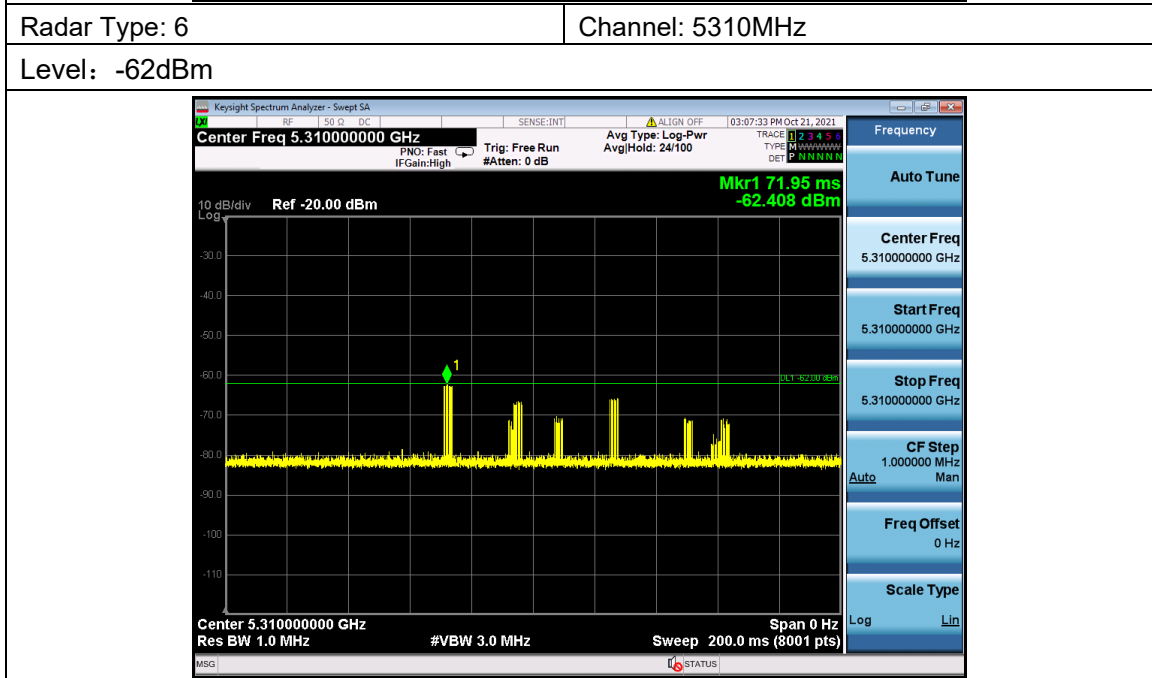 Radar Type: 6
Channel: 5310MHz
Level：-62dBm
Keysight Spectrum Analyzer - Swept SA
LXI
RF
50 Ω
DC
SENSE:INT
ALIGN OFF
03:07:33 PM Oct 21, 2021
Center Freq 5.310000000 GHz
PNO: Fast
IFGain:High
Trig: Free Run
#Atten: 0 dB
Avg Type: Log-Pwr
Avg|Hold: 24/100
TRACE 1 2 3 4 5 6
TYPE M WWWWW
DET P N N N N N
Mkr1 71.95 ms
-62.408 dBm
10 dB/div
Ref -20.00 dBm
Log
-30.0
-40.0
-50.0
-60.0
-70.0
-80.0
-90.0
-100
-110
1
DL1 -62.00 dBm
Center 5.310000000 GHz
Span 0 Hz
Res BW 1.0 MHz
#VBW 3.0 MHz
Sweep 200.0 ms (8001 pts)
MSG
STATUS
Frequency
Auto Tune
Center Freq
5.310000000 GHz
Start Freq
5.310000000 GHz
Stop Freq
5.310000000 GHz
CF Step
1.000000 MHz
Auto
Man
Freq Offset
0 Hz
Scale Type
Log
Lin